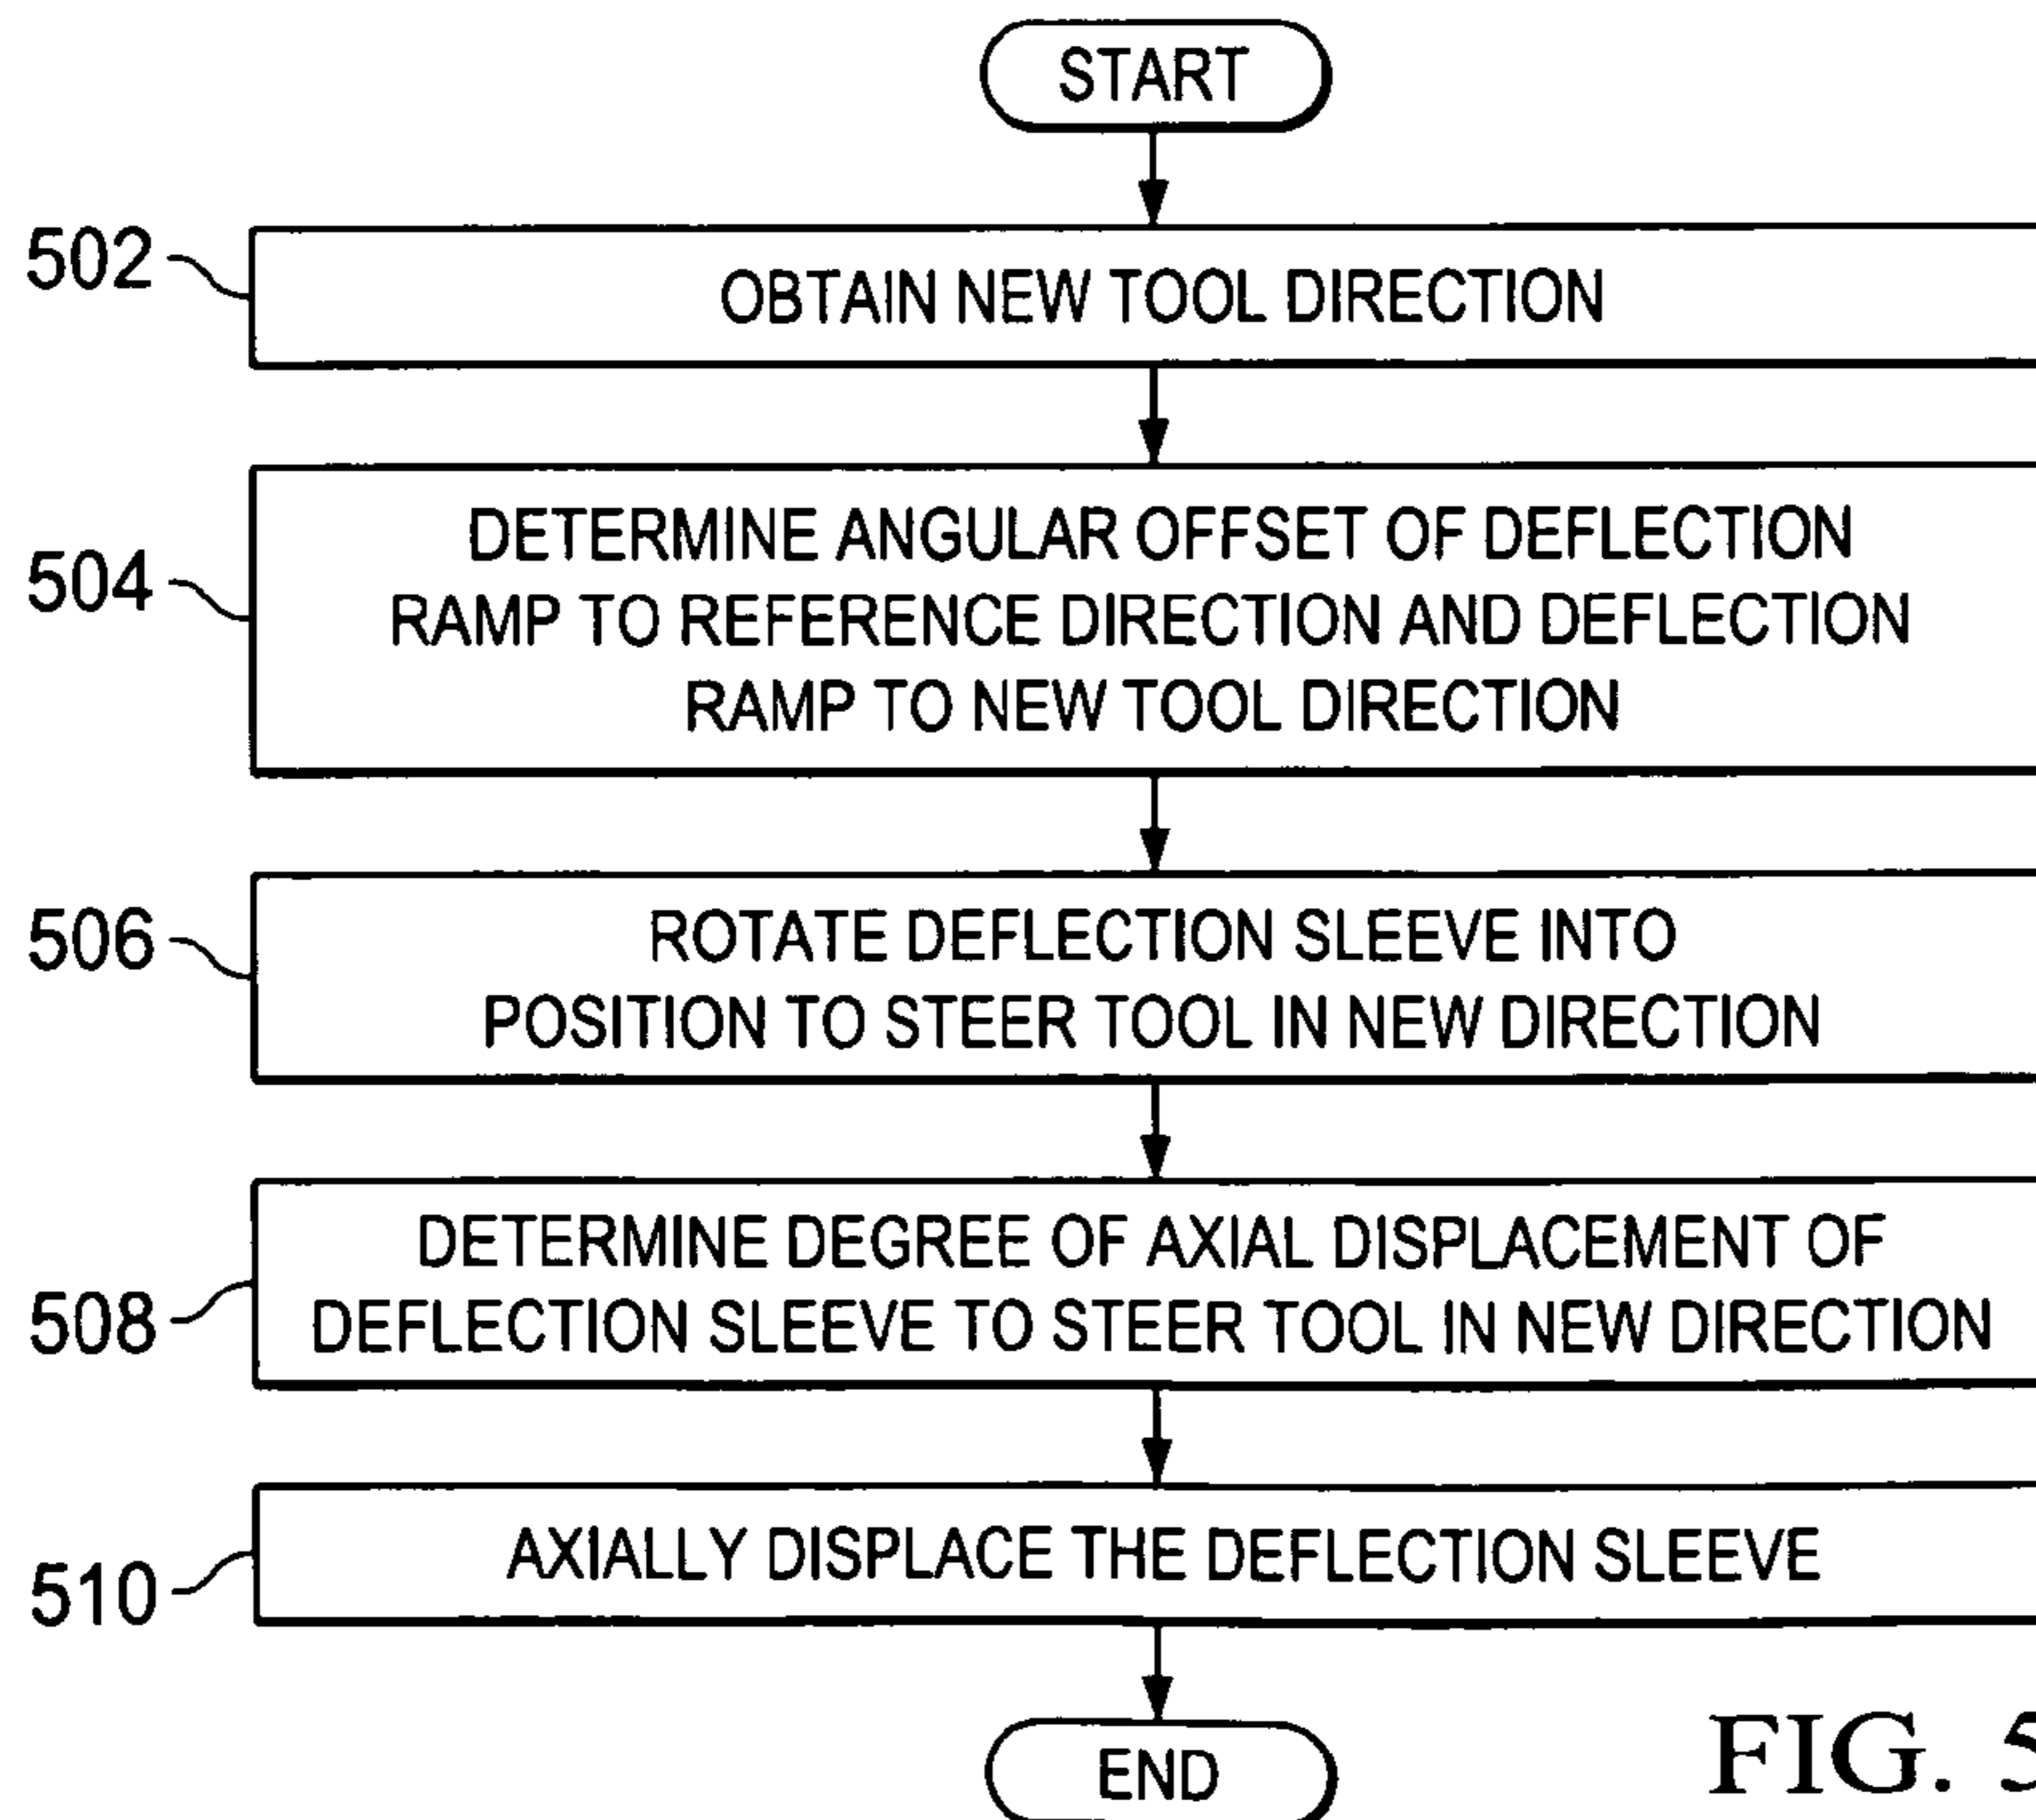 START
502
OBTAIN NEW TOOL DIRECTION
504
DETERMINE ANGULAR OFFSET OF DEFLECTION
RAMP TO REFERENCE DIRECTION AND DEFLECTION
RAMP TO NEW TOOL DIRECTION
506
ROTATE DEFLECTION SLEEVE INTO
POSITION TO STEER TOOL IN NEW DIRECTION
508
DETERMINE DEGREE OF AXIAL DISPLACEMENT OF
DEFLECTION SLEEVE TO STEER TOOL IN NEW DIRECTION
510
AXIALLY DISPLACE THE DEFLECTION SLEEVE
END
FIG. 5